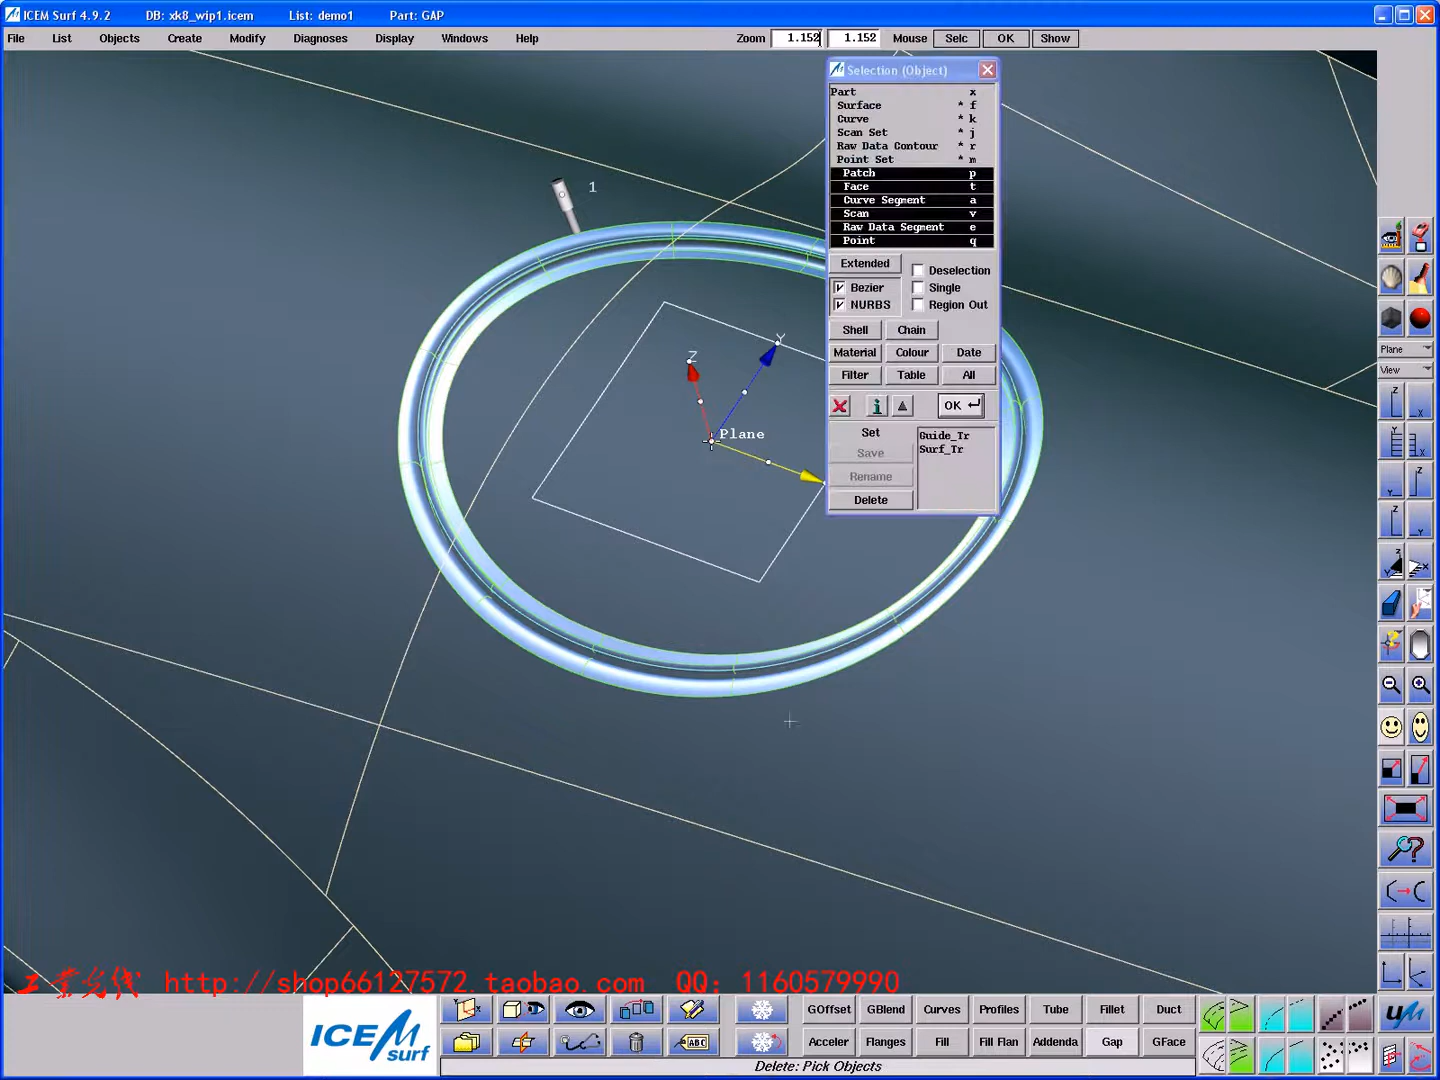 ICEM Surf 4.9.2 DB: xk8_wip1.icem List: demo1 Part: GAP
File List Objects Create Modify Diagnoses Display Windows Help Zoom 1.152 1.152 Mouse Selc OK Show
Selection (Object)
Part x
Surface * f
Curve * k
Scan Set * j
Raw Data Contour * r
Point Set * m
Patch p
Face t
Curve Segment a
Scan v
Raw Data Segment e
Point q
Extended Deselection
Bezier Single
NURBS Region Out
Shell Chain
Material Colour Date
Filter Table All
OK
Set Guide_Tr
Save Surf_Tr
Rename
Delete
1
Z
Y
Plane
Plane
View
工业光线 http://shop66127572.taobao.com QQ: 1160579990
ICEM surf
GOffset GBlend Curves Profiles Tube Fillet Duct
Acceler Flanges Fill Fill Flan Addenda Gap GFace
ABC
Delete: Pick Objects